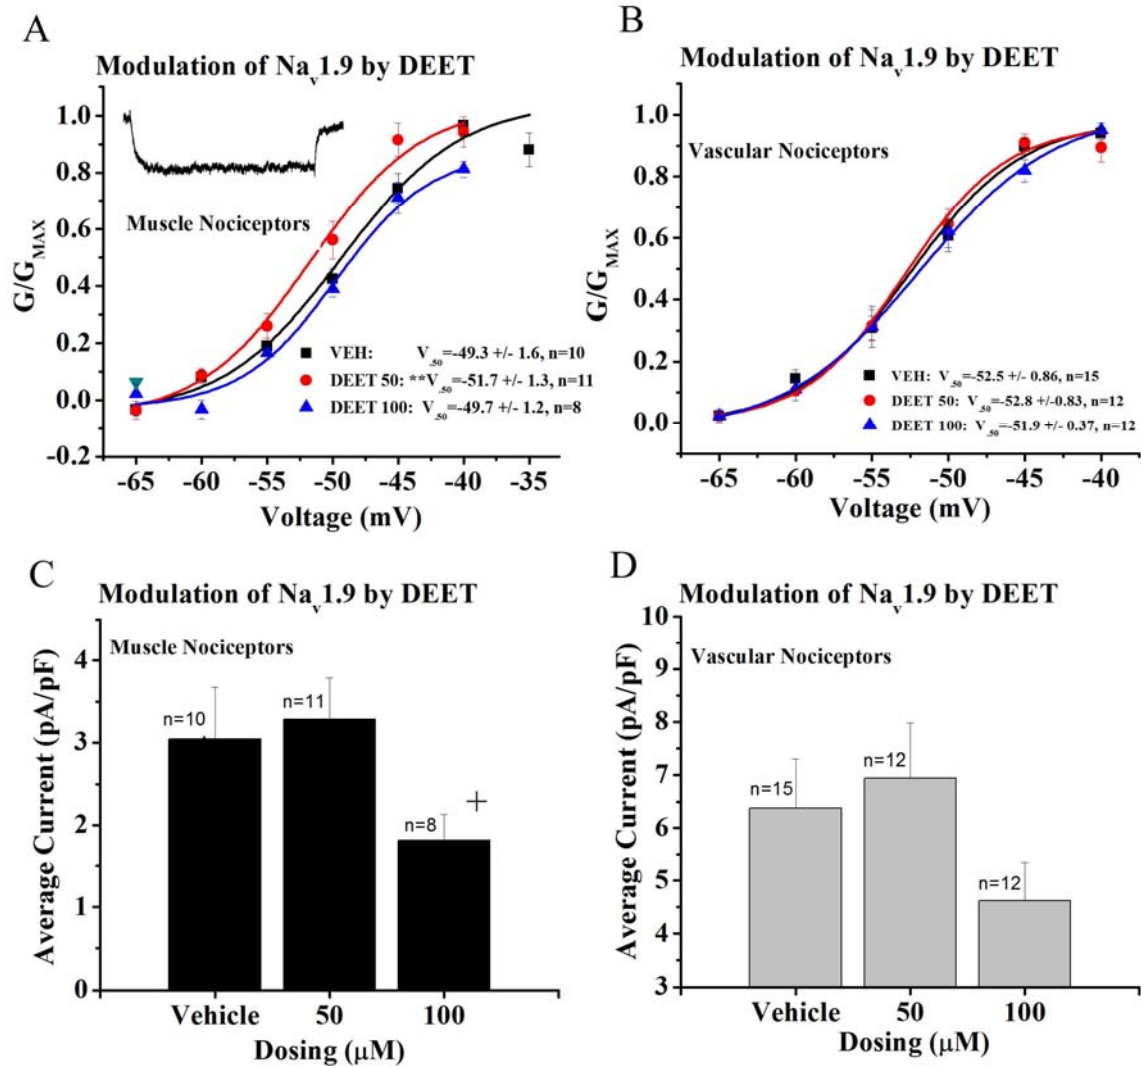 A
Modulation of Nav1.9 by DEET
1.0
0.8
0.6
0.4
0.2
0.0
-0.2
G/GMAX
Muscle Nociceptors
VEH: V.50=-49.3 +/- 1.6, n=10
DEET 50: **V.50=-51.7 +/- 1.3, n=11
DEET 100: V.50=-49.7 +/- 1.2, n=8
-65 -60 -55 -50 -45 -40 -35
Voltage (mV)
B
Modulation of Nav1.9 by DEET
1.0
0.8
0.6
0.4
0.2
0.0
G/GMAX
Vascular Nociceptors
VEH: V.50=-52.5 +/- 0.86, n=15
DEET 50: V.50=-52.8 +/-0.83, n=12
DEET 100: V.50=-51.9 +/- 0.37, n=12
-65 -60 -55 -50 -45 -40
Voltage (mV)
C
Modulation of Nav1.9 by DEET
Muscle Nociceptors
4
3
2
1
0
Average Current (pA/pF)
n=10
n=11
n=8
+
Vehicle 50 100
Dosing (μM)
D
Modulation of Nav1.9 by DEET
Vascular Nociceptors
10
9
8
7
6
5
4
3
Average Current (pA/pF)
n=15
n=12
n=12
Vehicle 50 100
Dosing (μM)